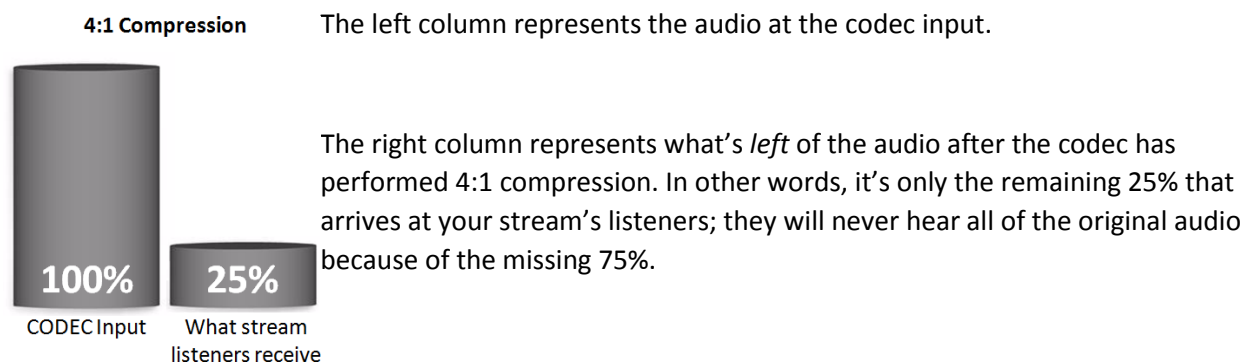 4:1 Compression
The left column represents the audio at the codec input.
The right column represents what's left of the audio after the codec has
performed 4:1 compression. In other words, it's only the remaining 25% that
arrives at your stream’s listeners; they will never hear all of the original audio
because of the missing 75%.
100%
25%
CODEC Input
What stream
listeners receive